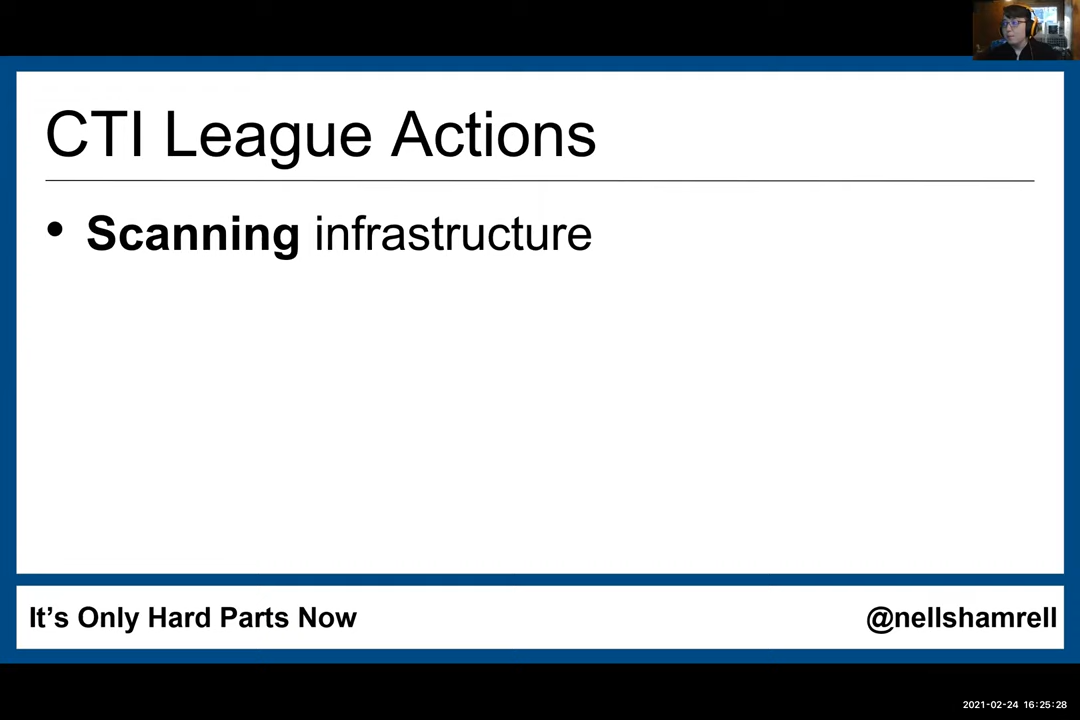 CTI League Actions
• Scanning infrastructure
It’s Only Hard Parts Now
@nellshamrell
2021-02-24 16:25:28